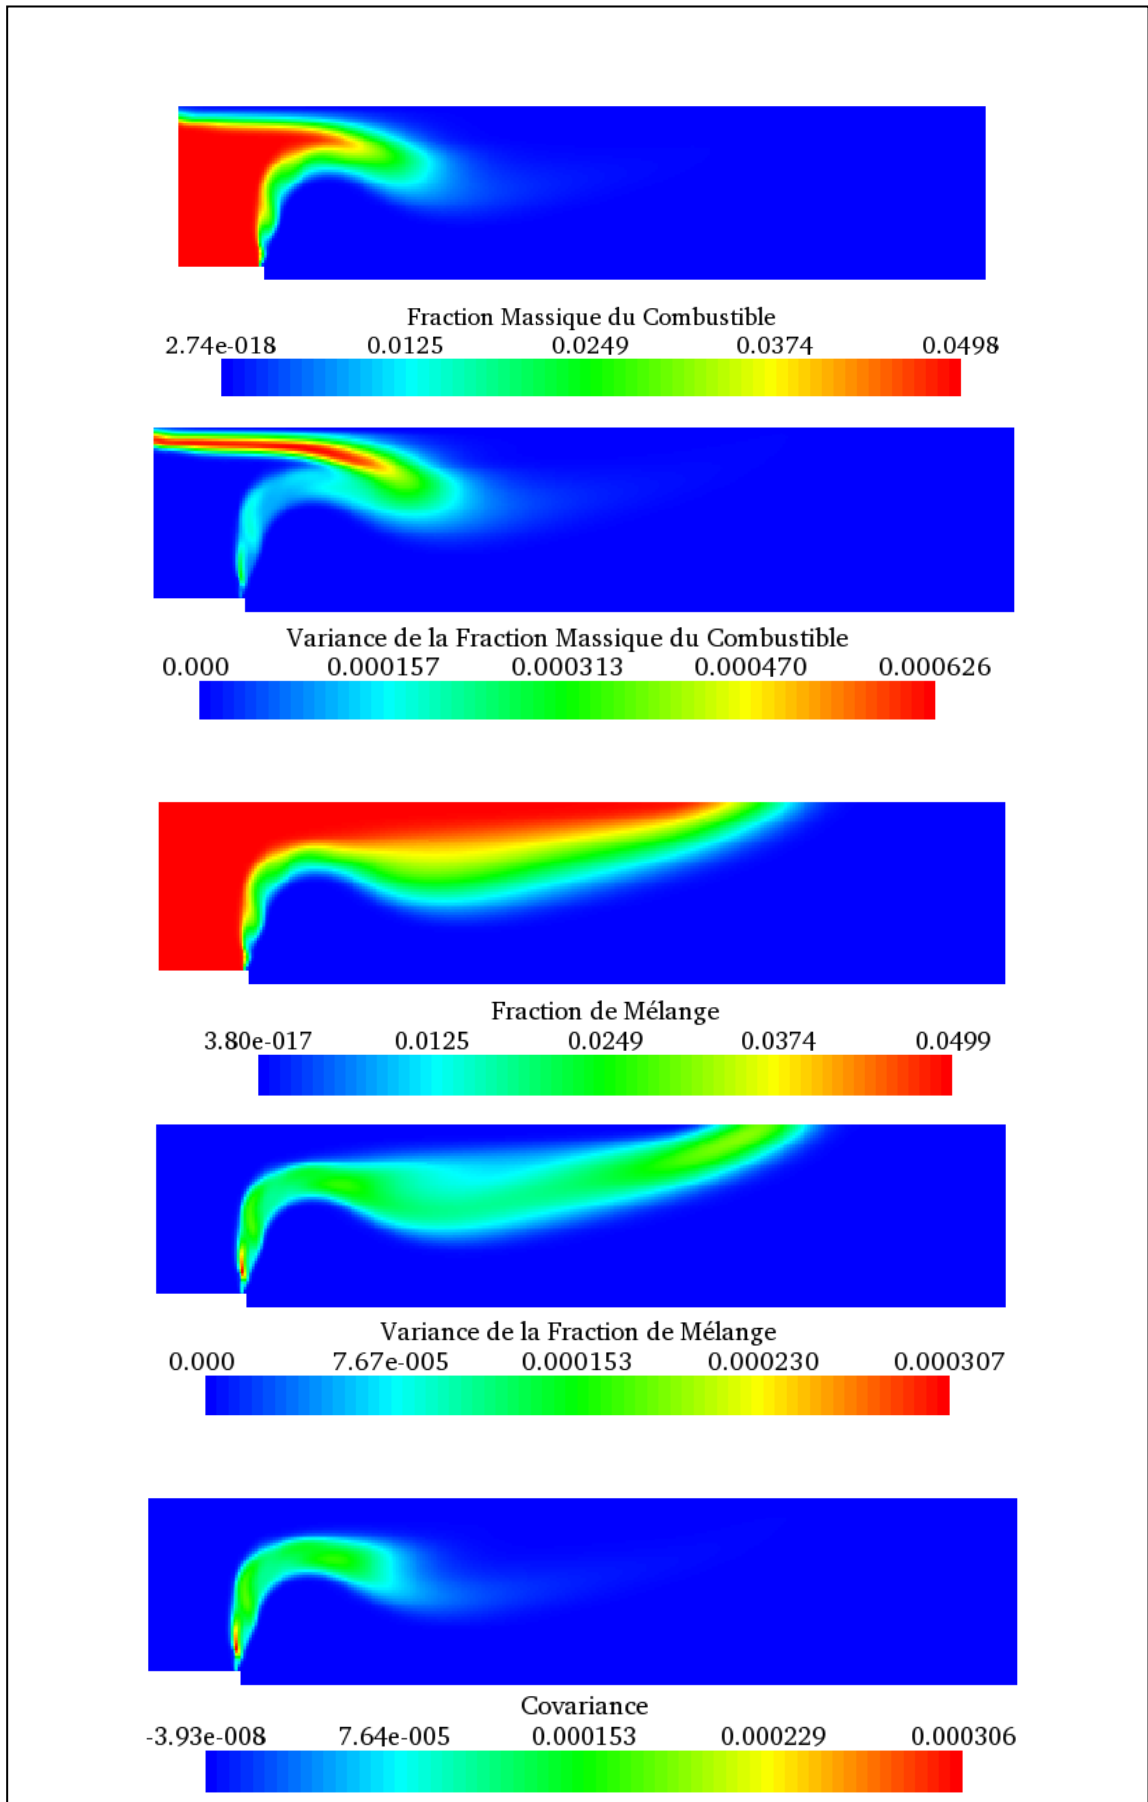 Fraction Massique du Combustible
2.74e-018 0.0125 0.0249 0.0374 0.0498
Variance de la Fraction Massique du Combustible
0.000 0.000157 0.000313 0.000470 0.000626
Fraction de Mélange
3.80e-017 0.0125 0.0249 0.0374 0.0499
Variance de la Fraction de Mélange
0.000 7.67e-005 0.000153 0.000230 0.000307
Covariance
-3.93e-008 7.64e-005 0.000153 0.000229 0.000306